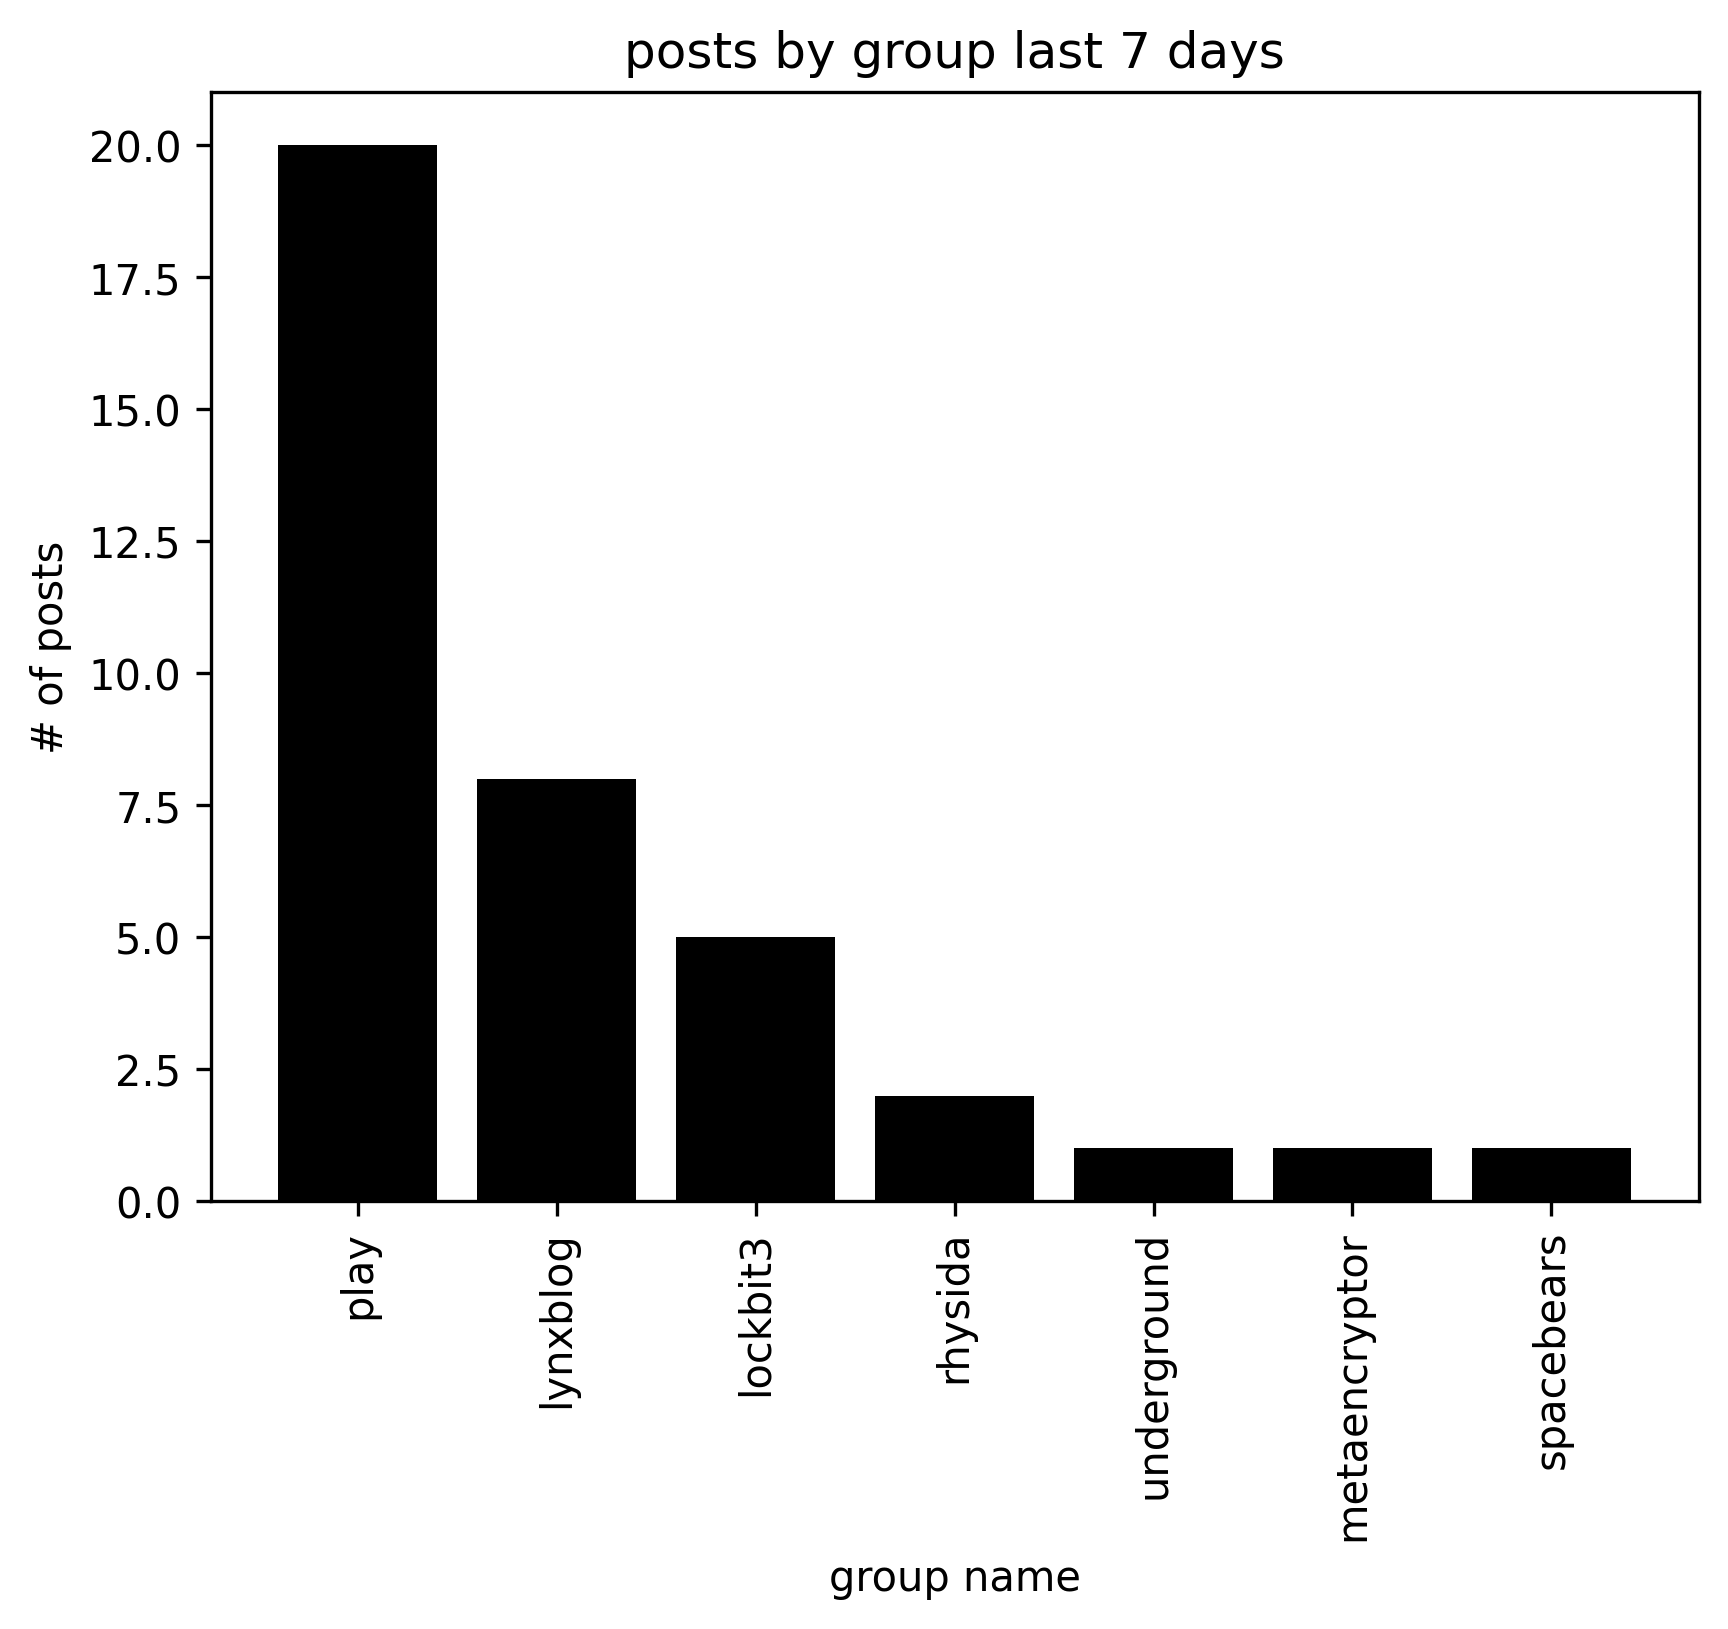 posts by group last 7 days
# of posts
20.0
17.5
15.0
12.5
10.0
7.5
5.0
2.5
0.0
play
lynxblog
lockbit3
rhysida
underground
metaencryptor
spacebears
group name